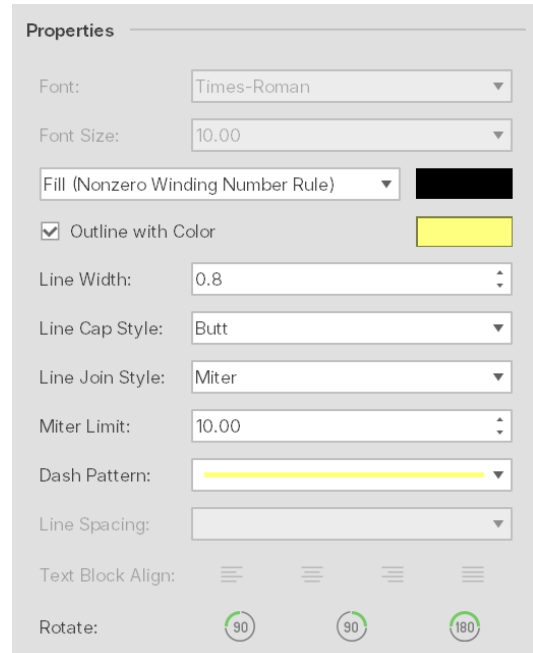 Properties
Font: Times-Roman
Font Size: 10.00
Fill (Nonzero Winding Number Rule)
Outline with Color
Line Width: 0.8
Line Cap Style: Butt
Line Join Style: Miter
Miter Limit: 10.00
Dash Pattern:
Line Spacing:
Text Block Align:
Rotate: 90 90 180